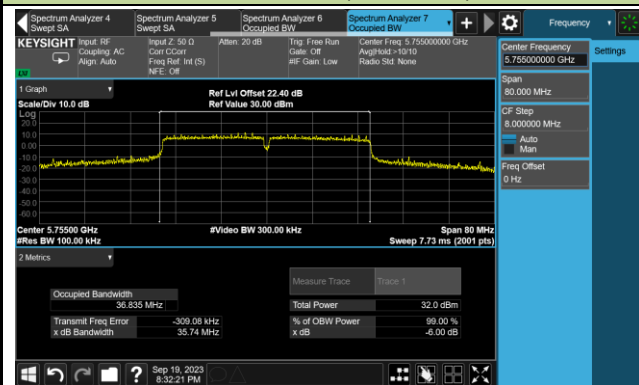 Spectrum Analyzer 4
Swept SA
Spectrum Analyzer 5
Swept SA
Spectrum Analyzer 6
Occupied BW
Spectrum Analyzer 7
Occupied BW
Frequency
KEYSIGHT
Input: RF
Coupling: AC
Align: Auto
Input Z: 50 Ω
Corr CCorr
Freq Ref: Int (S)
NFE: Off
Atten: 20 dB
Trig: Free Run
Gate: Off
#IF Gain: Low
Center Freq: 5.755000000 GHz
Avg|Hold:>10/10
Radio Std: None
Center Frequency
5.755000000 GHz
Settings
Span
80.000 MHz
CF Step
8.000000 MHz
Auto
Man
Freq Offset
0 Hz
1 Graph
Scale/Div 10.0 dB
Ref Lvl Offset 22.40 dB
Ref Value 30.00 dBm
Log
20.0
10.0
0.00
-10.0
-20.0
-30.0
-40.0
-50.0
-60.0
Center 5.75500 GHz
#Res BW 100.00 kHz
#Video BW 300.00 kHz
Span 80 MHz
Sweep 7.73 ms (2001 pts)
2 Metrics
Measure Trace
Trace 1
Occupied Bandwidth
36.835 MHz
Total Power
32.0 dBm
Transmit Freq Error
-309.08 kHz
% of OBW Power
99.00 %
x dB Bandwidth
35.74 MHz
x dB
-6.00 dB
Sep 19, 2023
8:32:21 PM